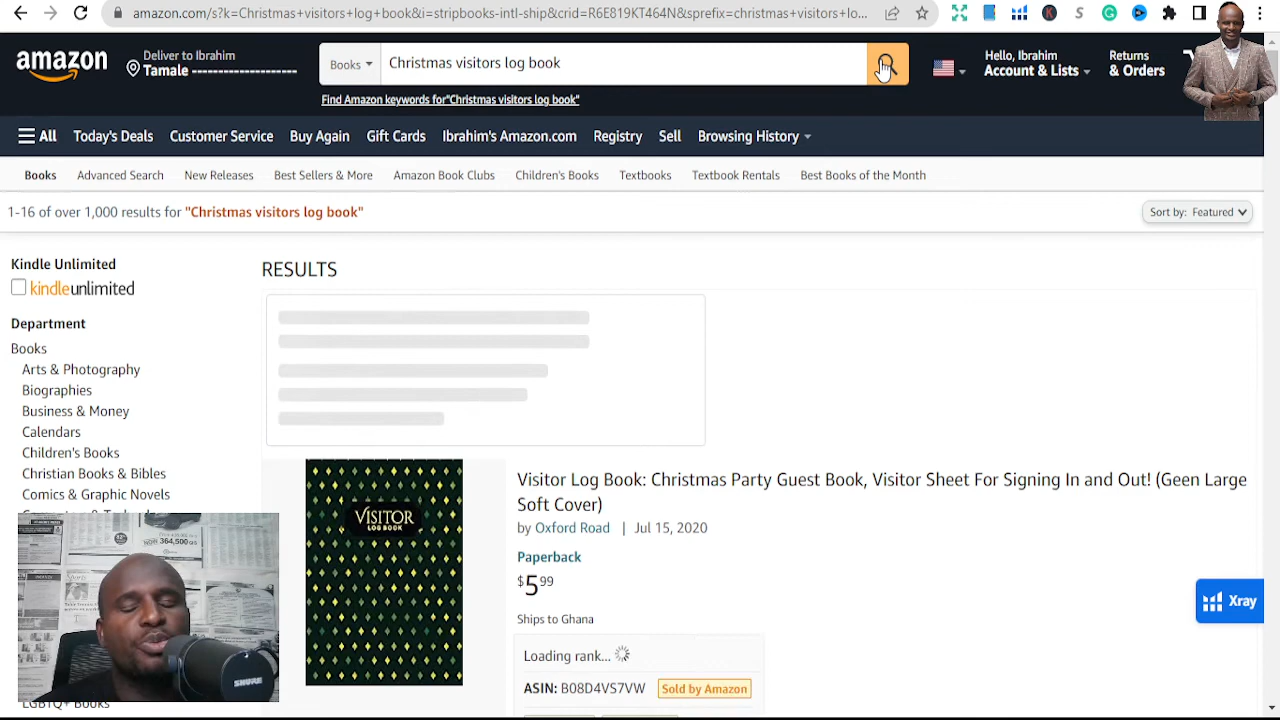 amazon.com/s?k=Christmas+visitors+log+book&i=stripbooks-intl-ship&crid=R6E819KT464N&sprefix=christmas+visitors+lo...
amazon
Deliver to Ibrahim
Tamale --------------------
Books
Christmas visitors log book
Hello, Ibrahim
Account & Lists
Returns
& Orders
Find Amazon keywords for"Christmas visitors log book"
All
Today's Deals
Customer Service
Buy Again
Gift Cards
Ibrahim's Amazon.com
Registry
Sell
Browsing History
Books
Advanced Search
New Releases
Best Sellers & More
Amazon Book Clubs
Children's Books
Textbooks
Textbook Rentals
Best Books of the Month
1-16 of over 1,000 results for "Christmas visitors log book"
Sort by: Featured
Kindle Unlimited
kindleunlimited
Department
Books
Arts & Photography
Biographies
Business & Money
Calendars
Children's Books
Christian Books & Bibles
Comics & Graphic Novels
LGBTQ+ Books
RESULTS
VISITOR
LOG BOOK
Visitor Log Book: Christmas Party Guest Book, Visitor Sheet For Signing In and Out! (Geen Large
Soft Cover)
by Oxford Road | Jul 15, 2020
Paperback
$5 99
Ships to Ghana
Loading rank...
ASIN: B08D4VS7VW Sold by Amazon
Xray
364,500
SHURE